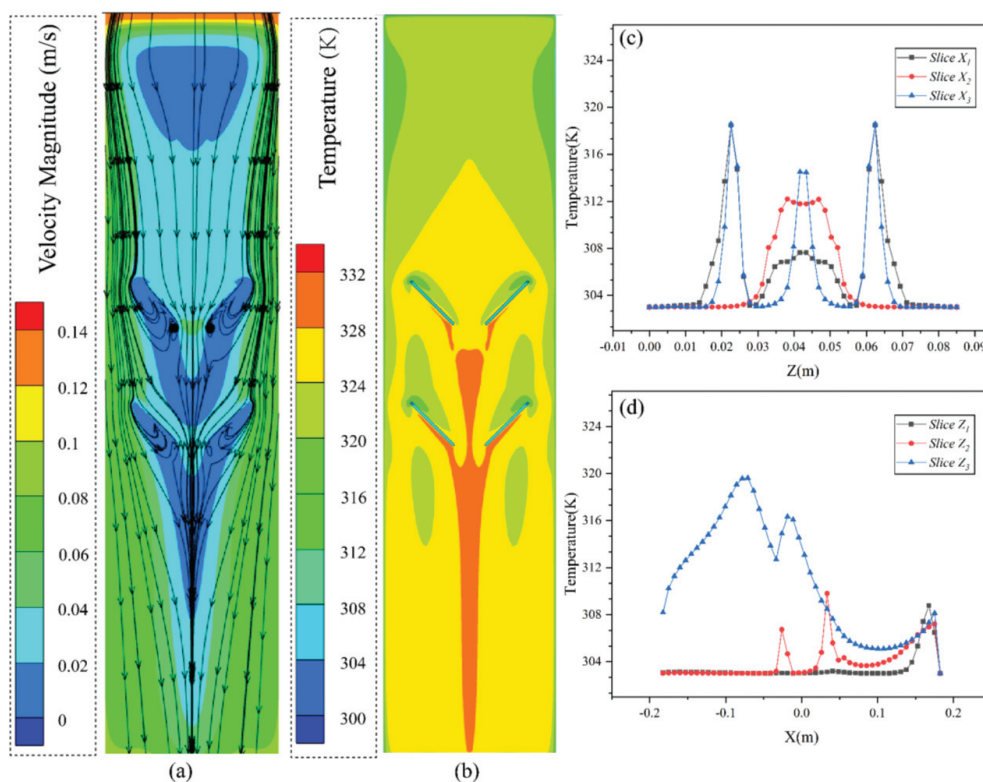 Velocity Magnitude (m/s)
0.14
0.12
0.1
0.08
0.06
0.04
0.02
0
(a)
Temperature (K)
332
328
324
320
316
312
308
304
300
(b)
(c)
Slice X1
Slice X2
Slice X3
Temperature(K)
324
320
316
312
308
304
-0.01 0.00 0.01 0.02 0.03 0.04 0.05 0.06 0.07 0.08 0.09
Z(m)
(d)
Slice Z1
Slice Z2
Slice Z3
Temperature(K)
324
320
316
312
308
304
-0.2 -0.1 0.0 0.1 0.2
X(m)